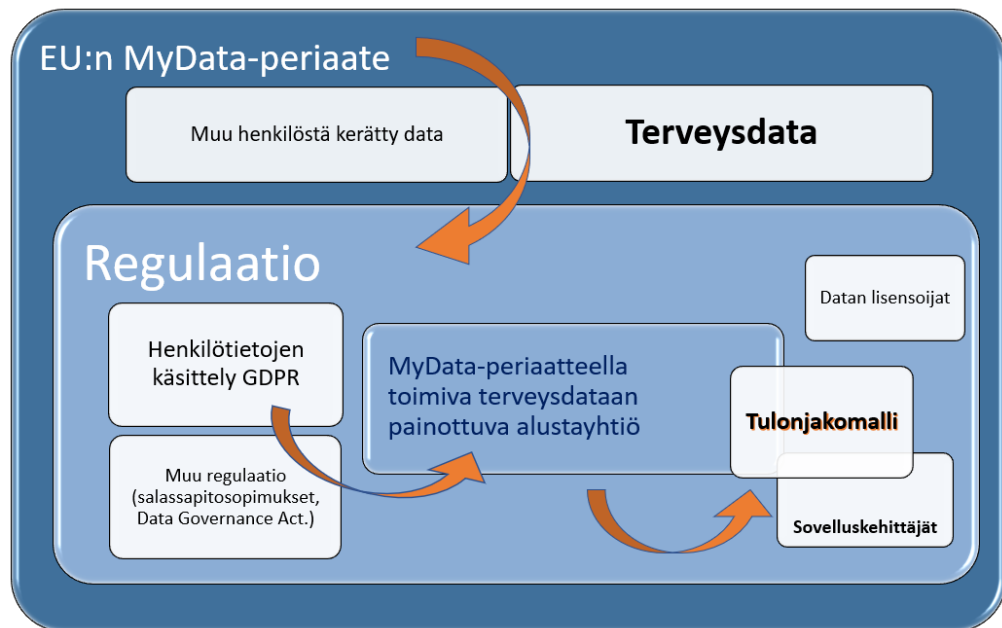 EU:n MyData-periaate
Muu henkilöstä kerätty data
Terveysdata
Regulaatio
Datan lisensoijat
Henkilötietojen
käsittely GDPR
MyData-periaatteella
toimiva terveysdataan
painottuva alustayhtiö
Tulonjakomalli
Muu regulaatio
(salassapitosopimukset,
Data Governance Act.)
Sovelluskehittäjät